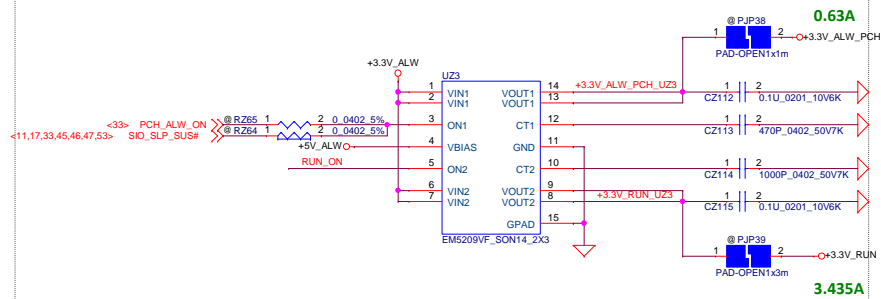 0.63A
@ PJP38
1 2 +3.3V_ALW_PCH
PAD-OPEN1x1m
+3.3V_ALW
UZ3
1 VIN1 VOUT1 14 +3.3V_ALW_PCH_UZ3
2 VIN1 VOUT1 13
1 2
CZ112 0.1U_0201_10V6K
<33> PCH_ALW_ON @ RZ65 1 2 0_0402_5%
3 ON1 CT1 12
1 2
CZ113 470P_0402_50V7K
<11,17,33,45,46,47,53> SIO_SLP_SUS# @ RZ64 1 2 0_0402_5%
+5V_ALW 4 VBIAS GND 11
RUN_ON 5 ON2 CT2 10
1 2
CZ114 1000P_0402_50V7K
6 VIN2 VOUT2 9
7 VIN2 VOUT2 8 +3.3V_RUN_UZ3
1 2
CZ115 0.1U_0201_10V6K
GPAD 15
EM5209VF_SON14_2X3
@ PJP39
1 2 +3.3V_RUN
PAD-OPEN1x3m
3.435A